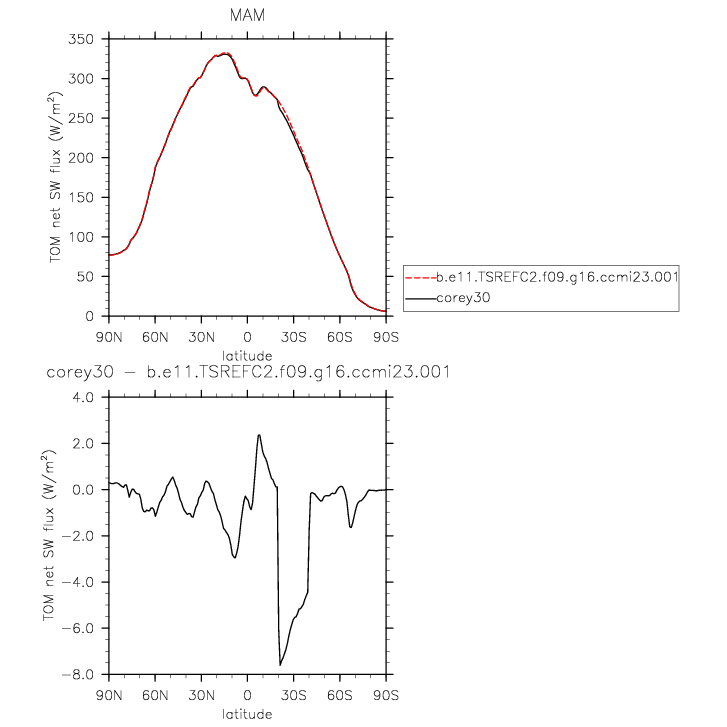 MAM
TOM net SW flux (W/m²)
350
300
250
200
150
100
50
0
90N 60N 30N 0 30S 60S 90S
latitude
b.e11.TSREFC2.f09.g16.ccmi23.001
corey30
corey30 − b.e11.TSREFC2.f09.g16.ccmi23.001
TOM net SW flux (W/m²)
4.0
2.0
0.0
−2.0
−4.0
−6.0
−8.0
90N 60N 30N 0 30S 60S 90S
latitude